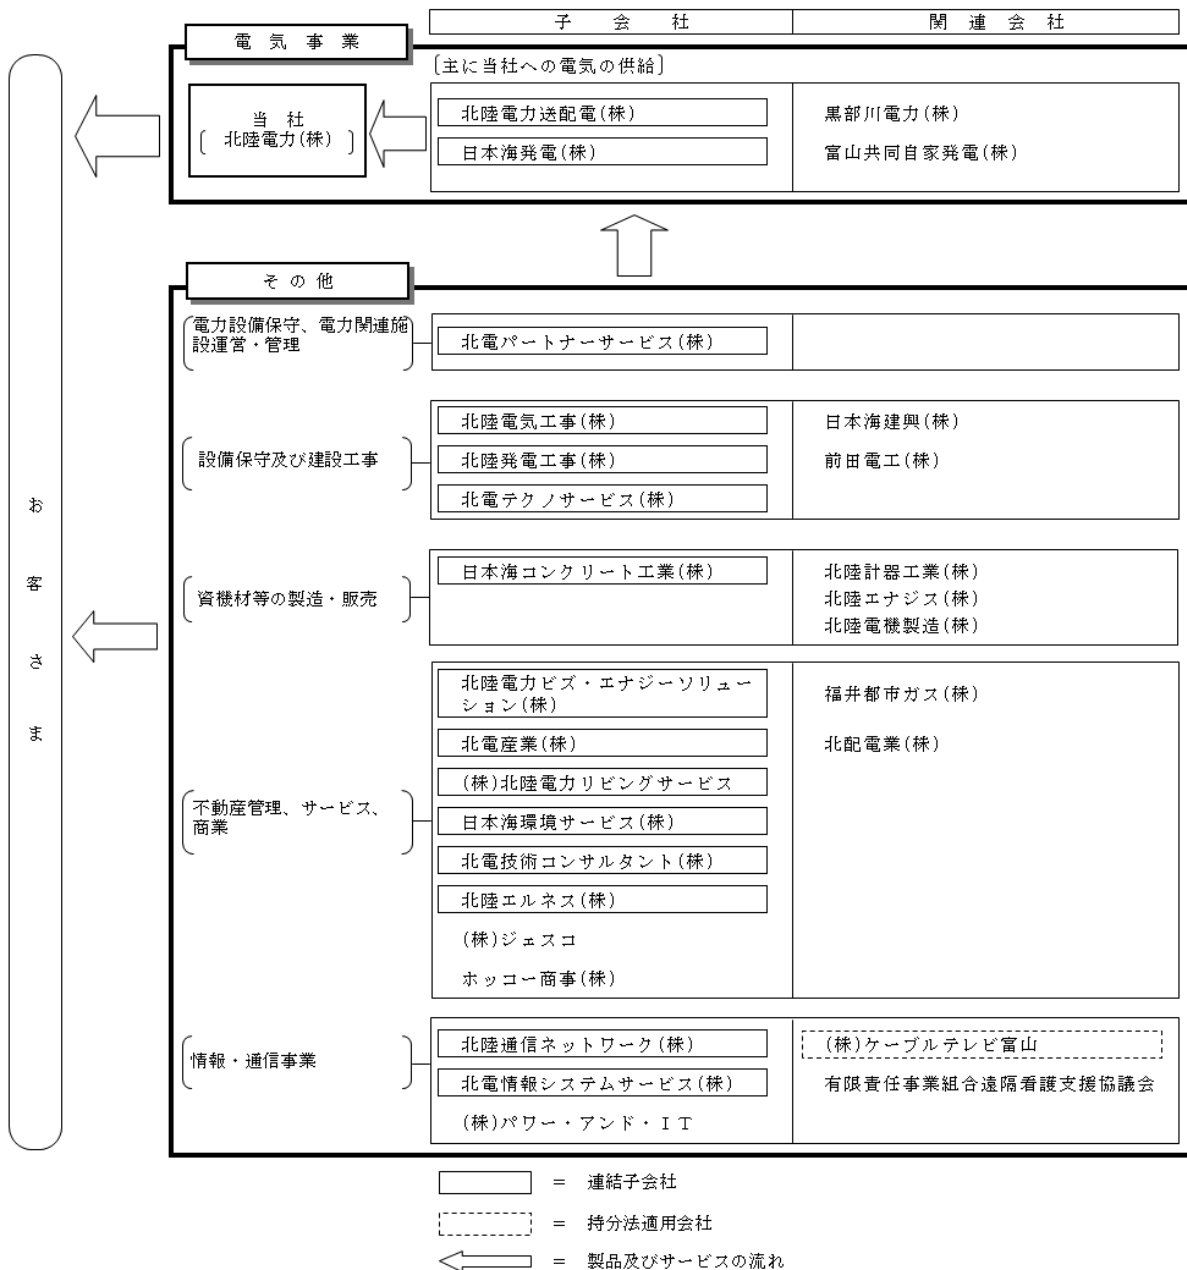 子 会 社
関 連 会 社
電 気 事 業
〔主に当社への電気の供給〕
当 社
〔 北陸電力(株) 〕
北陸電力送配電(株)
黒部川電力(株)
日本海発電(株)
富山共同自家発電(株)
その他
電力設備保守、電力関連施
設運営・管理
北電パートナーサービス(株)
設備保守及び建設工事
北陸電気工事(株)
日本海建興(株)
北陸発電工事(株)
前田電工(株)
北電テクノサービス(株)
資機材等の製造・販売
日本海コンクリート工業(株)
北陸計器工業(株)
北陸エナジス(株)
北陸電機製造(株)
不動産管理、サービス、
商業
北陸電力ビズ・エナジーソリュー
ション(株)
福井都市ガス(株)
北電産業(株)
北配電業(株)
(株)北陸電力リビングサービス
日本海環境サービス(株)
北電技術コンサルタント(株)
北陸エルネス(株)
(株)ジェスコ
ホッコー商事(株)
情報・通信事業
北陸通信ネットワーク(株)
(株)ケーブルテレビ富山
北電情報システムサービス(株)
有限責任事業組合遠隔看護支援協議会
(株)パワー・アンド・ＩＴ
お客さま
= 連結子会社
= 持分法適用会社
= 製品及びサービスの流れ